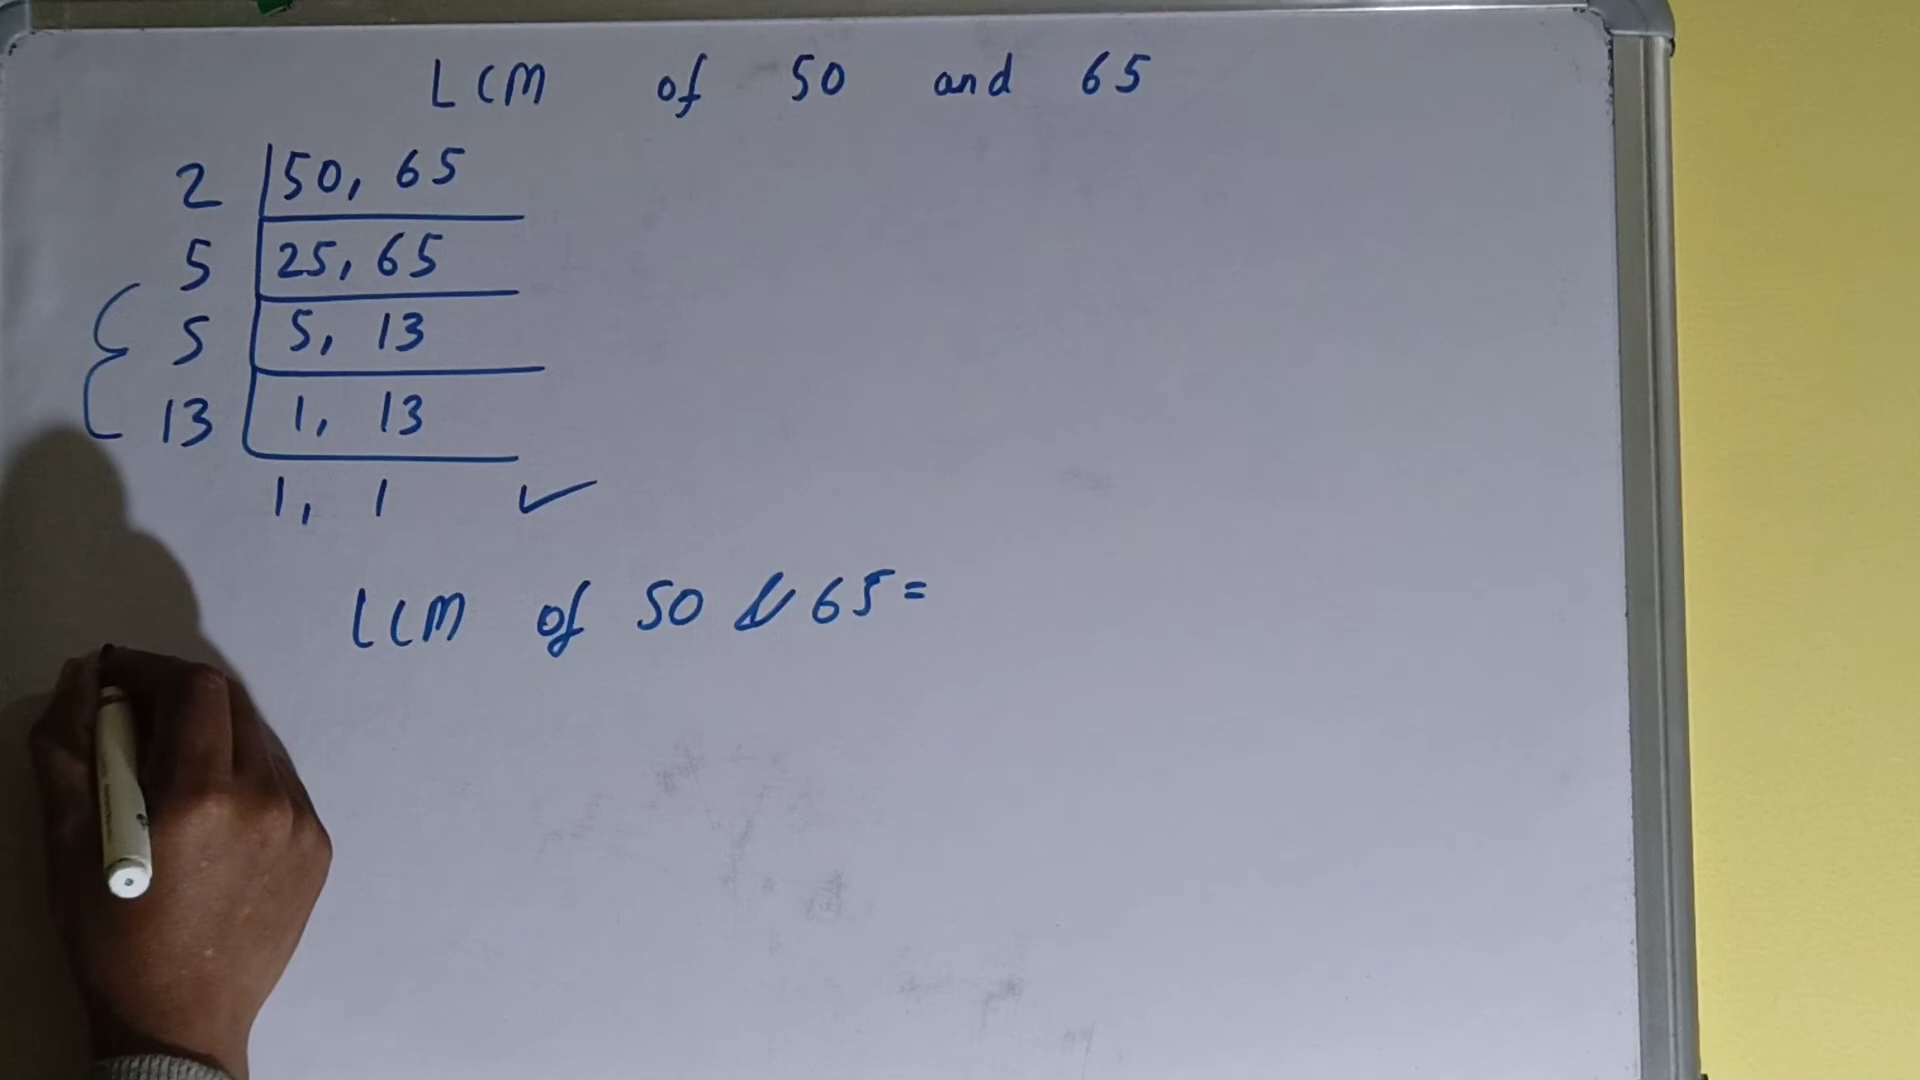 LCM of 50 and 65
2 | 50, 65
5 | 25, 65
5 | 5, 13
13 | 1, 13
1, 1 ✓
LCM of 50 & 65 =